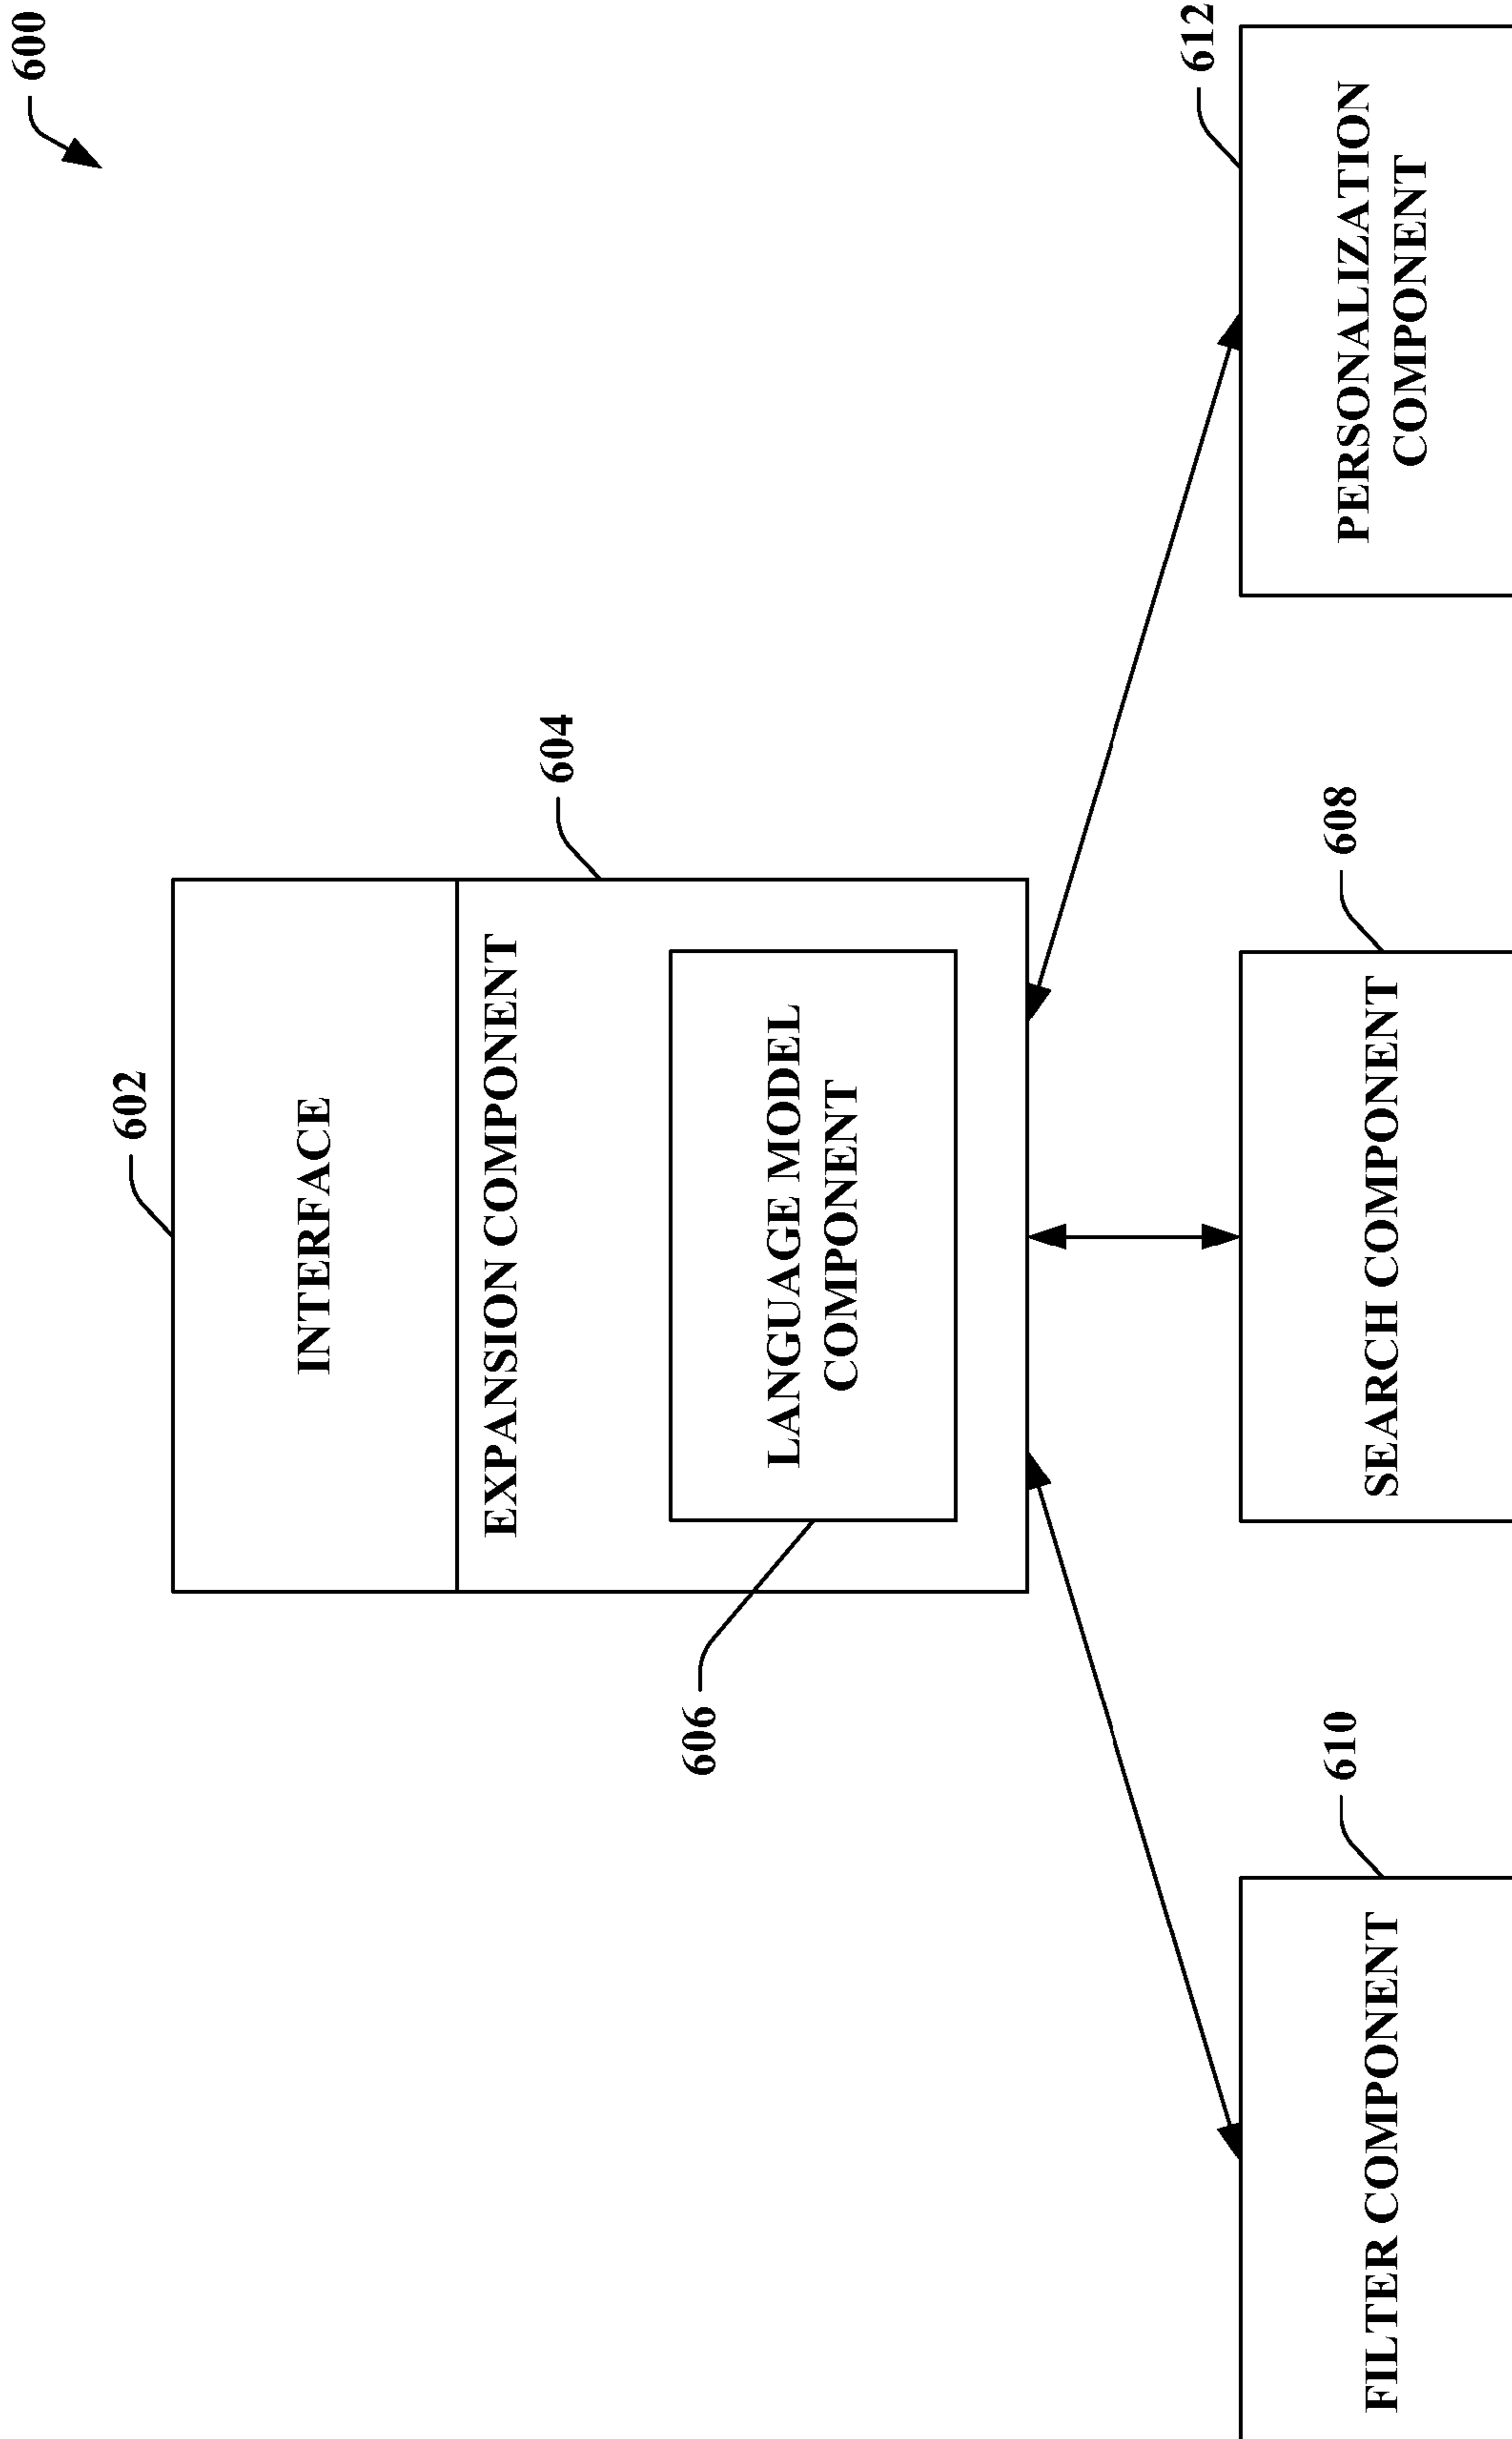 600
602
INTERFACE
604
EXPANSION COMPONENT
606
LANGUAGE MODEL
COMPONENT
610
608
612
FILTER COMPONENT
SEARCH COMPONENT
PERSONALIZATION
COMPONENT